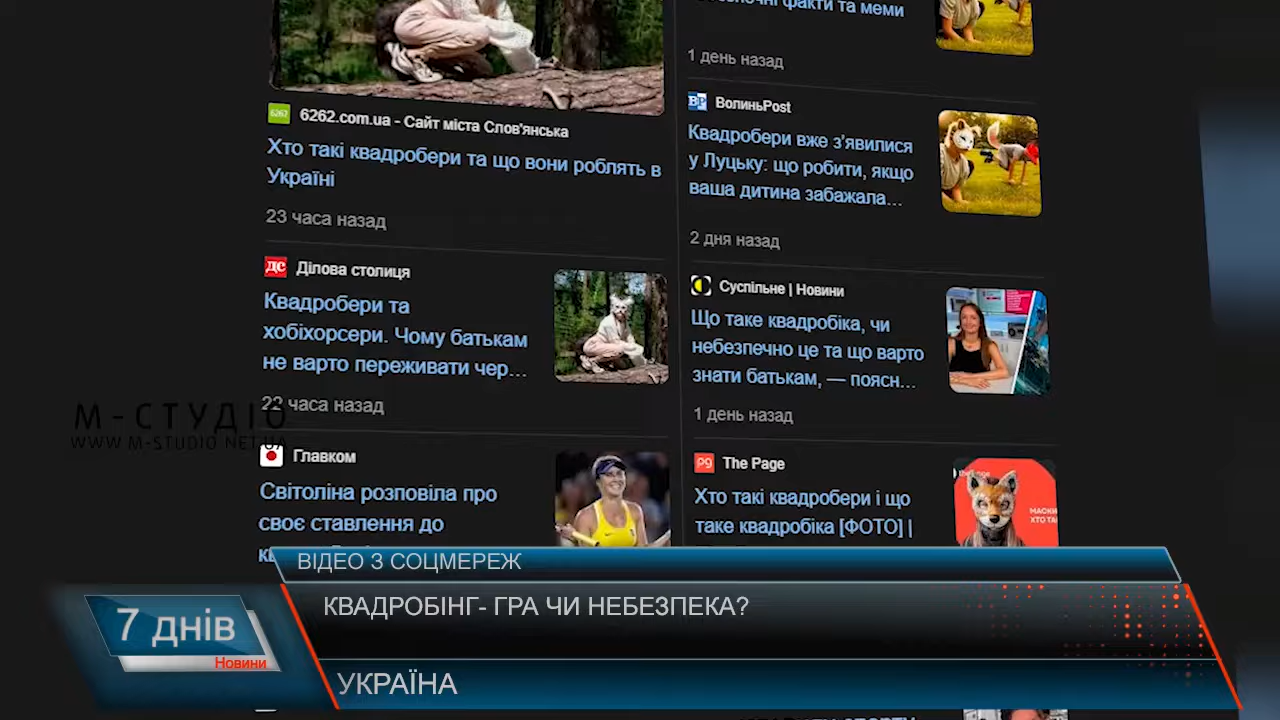 6262.com.ua - Сайт міста Слов'янська
Хто такі квадробери та що вони роблять в
Україні
23 часа назад
ДС Ділова столиця
Квадробери та
хобіхорсери. Чому батькам
не варто переживати чер...
часа назад
Главком
Світоліна розповіла про
своє ставлення до
факти та меми
1 день назад
ВР ВолиньPost
Квадробери вже з'явилися
у Луцьку: що робити, якщо
ваша дитина забажала...
2 дня назад
Суспільне | Новини
Що таке квадробіка, чи
небезпечно це та що варто
знати батькам, — поясн...
1 день назад
pg The Page
Хто такі квадробери і що
таке квадробіка [ФОТО] |
М-СТУДІО
WWW.M-STUDIO.NET.UA
ВІДЕО З СОЦМЕРЕЖ
КВАДРОБІНГ- ГРА ЧИ НЕБЕЗПЕКА?
7 днів
Новини
УКРАЇНА